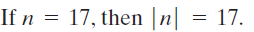 If n = 17, then |n| = 17.